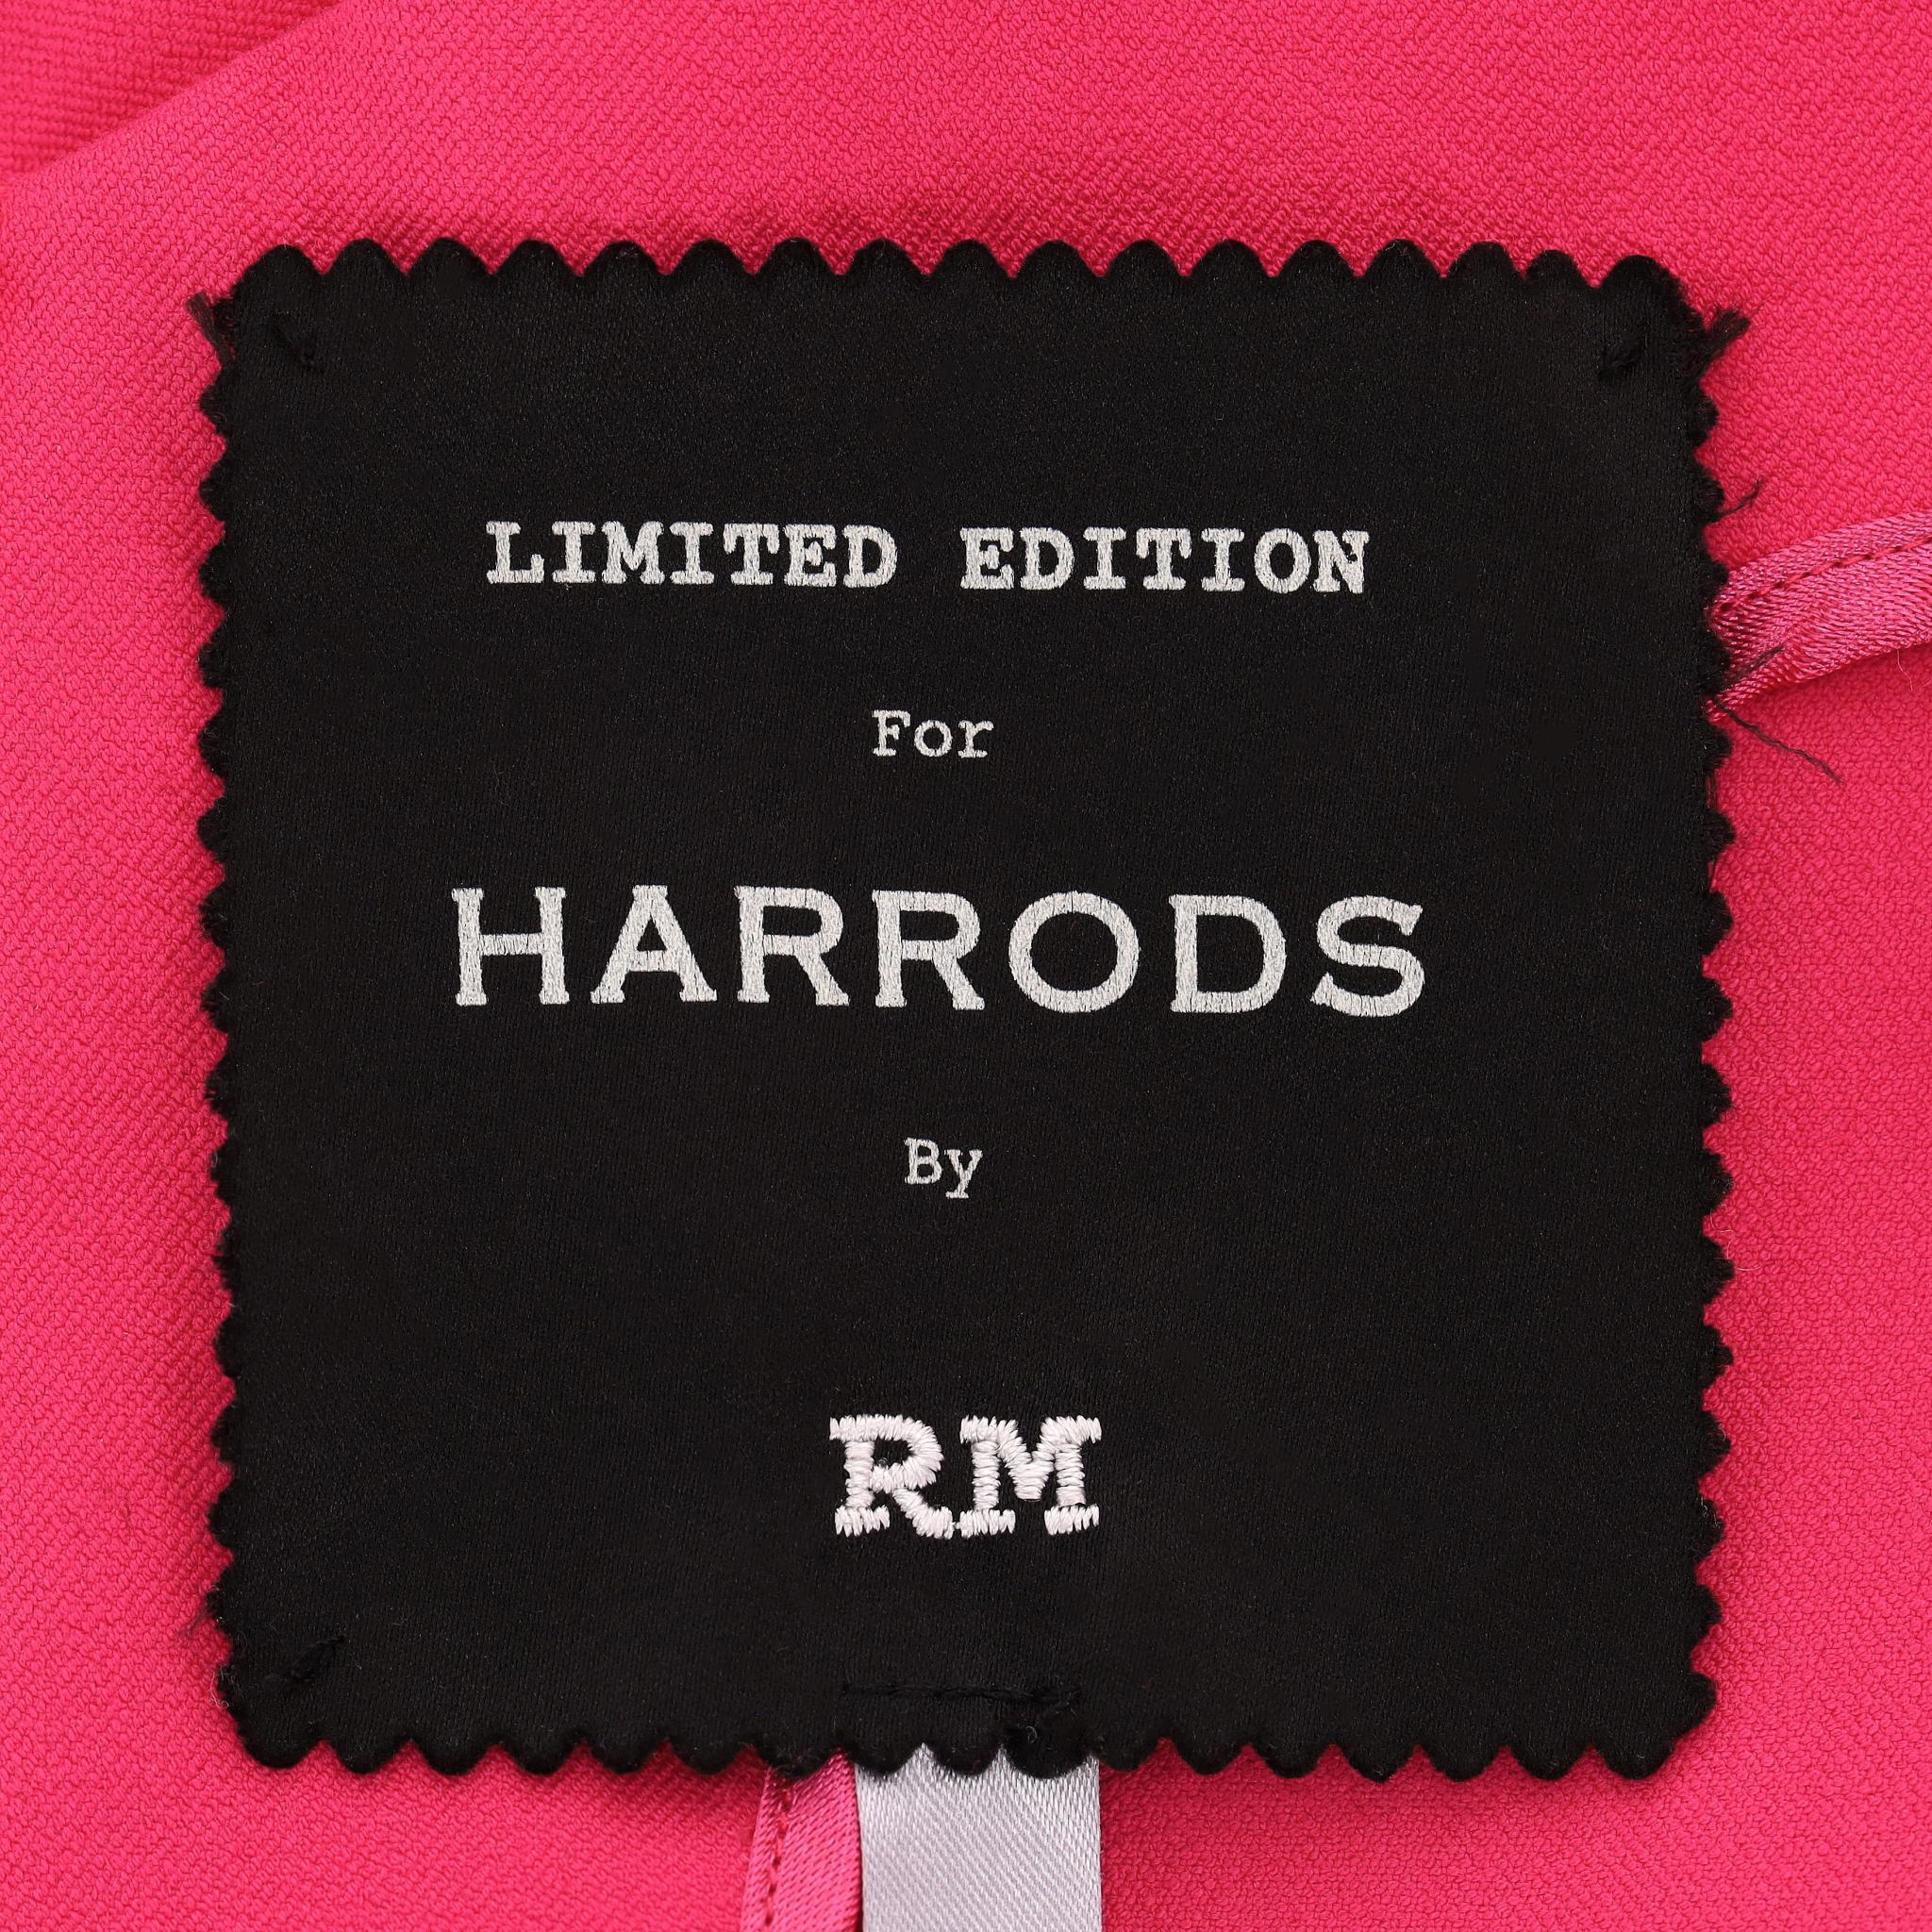 LIMITED EDITION
For
HARRODS
By
RM